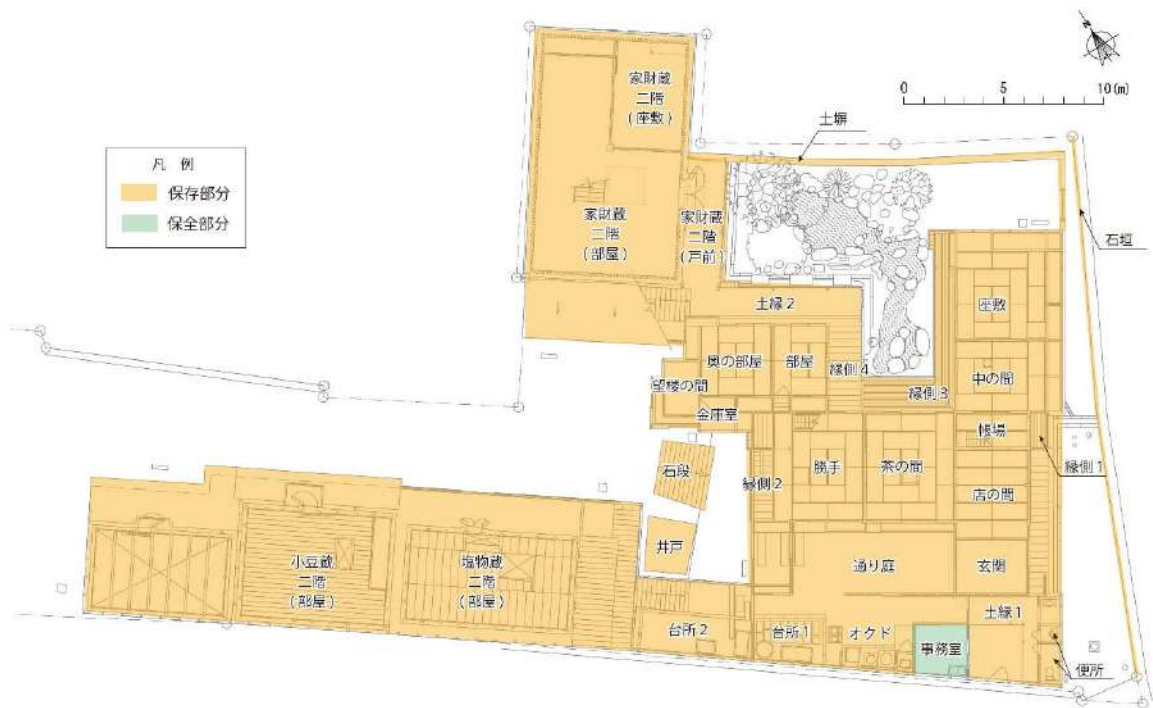 凡 例
保存部分
保全部分
0 5 10(m)
土塀
石垣
家財蔵
二階
(座敷)
家財蔵
二階
(部屋)
家財蔵
二階
(戸前)
土縁2
座敷
奥の部屋
部屋
縁側4
望楼の間
縁側3
中の間
金庫室
帳場
縁側1
石段
縁側2
勝手
茶の間
店の間
井戸
小豆蔵
二階
(部屋)
塩物蔵
二階
(部屋)
通り庭
玄関
台所2
台所1
オクド
事務室
土縁1
便所